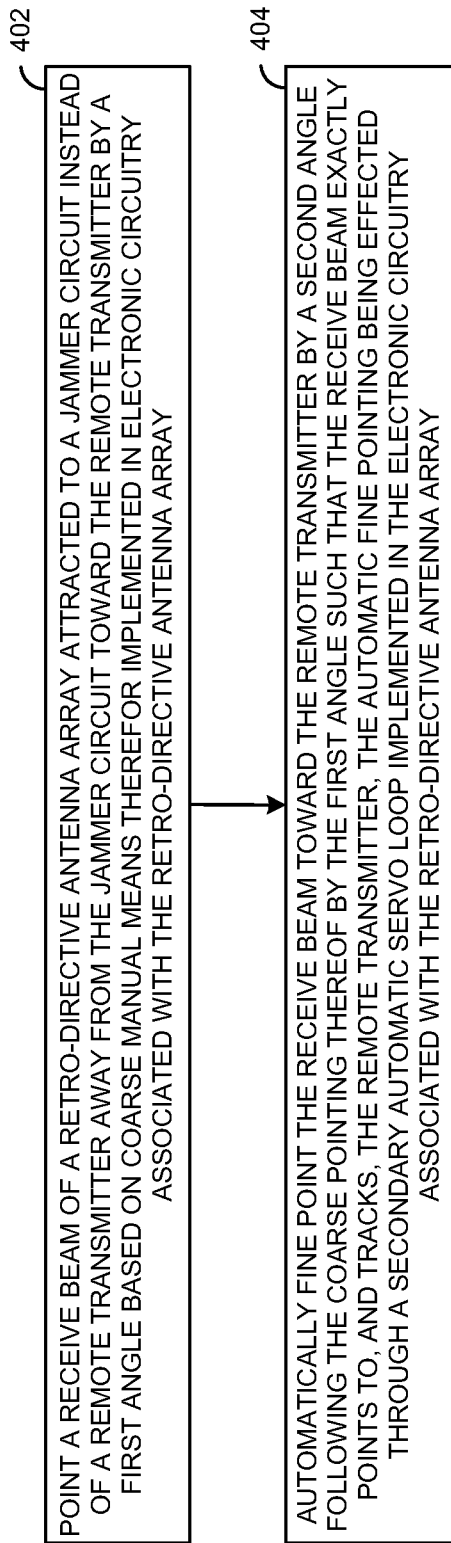 402
POINT A RECEIVE BEAM OF A RETRO-DIRECTIVE ANTENNA ARRAY ATTRACTED TO A JAMMER CIRCUIT INSTEAD
OF A REMOTE TRANSMITTER AWAY FROM THE JAMMER CIRCUIT TOWARD THE REMOTE TRANSMITTER BY A
FIRST ANGLE BASED ON COARSE MANUAL MEANS THEREFOR IMPLEMENTED IN ELECTRONIC CIRCUITRY
ASSOCIATED WITH THE RETRO-DIRECTIVE ANTENNA ARRAY
404
AUTOMATICALLY FINE POINT THE RECEIVE BEAM TOWARD THE REMOTE TRANSMITTER BY A SECOND ANGLE
FOLLOWING THE COARSE POINTING THEREOF BY THE FIRST ANGLE SUCH THAT THE RECEIVE BEAM EXACTLY
POINTS TO, AND TRACKS, THE REMOTE TRANSMITTER, THE AUTOMATIC FINE POINTING BEING EFFECTED
THROUGH A SECONDARY AUTOMATIC SERVO LOOP IMPLEMENTED IN THE ELECTRONIC CIRCUITRY
ASSOCIATED WITH THE RETRO-DIRECTIVE ANTENNA ARRAY